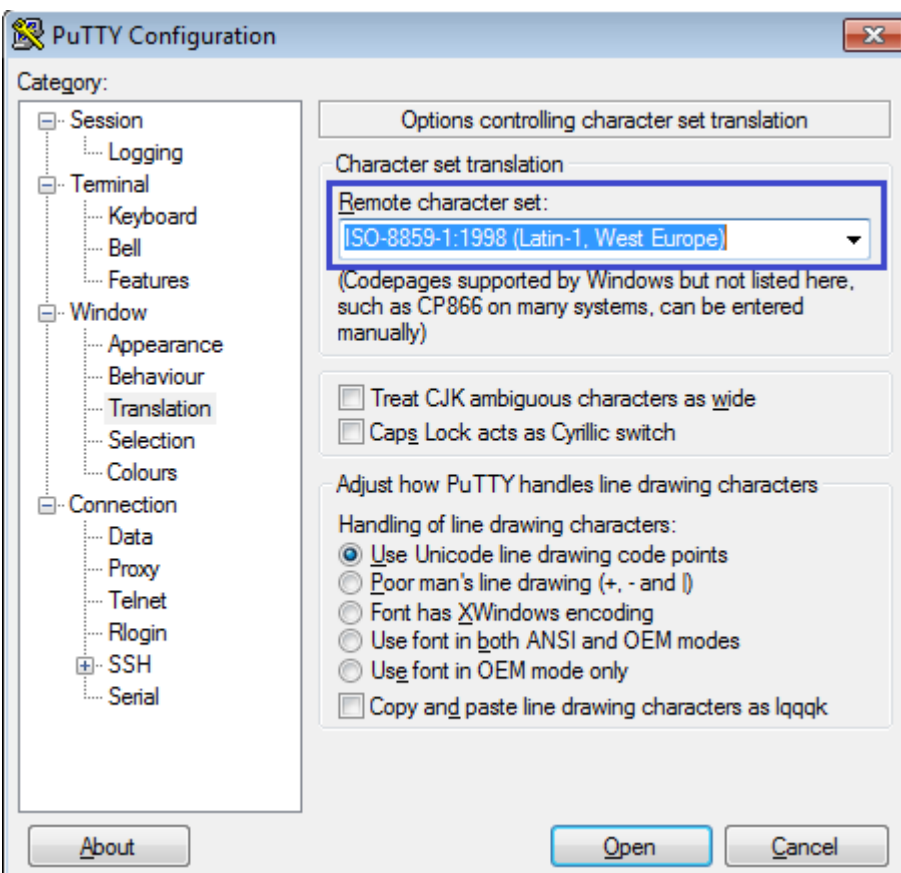 PuTTY Configuration
Category:
Session
Logging
Terminal
Keyboard
Bell
Features
Window
Appearance
Behaviour
Translation
Selection
Colours
Connection
Data
Proxy
Telnet
Rlogin
SSH
Serial
Options controlling character set translation
Character set translation
Remote character set:
ISO-8859-1:1998 (Latin-1, West Europe)
(Codepages supported by Windows but not listed here,
such as CP866 on many systems, can be entered
manually)
Treat CJK ambiguous characters as wide
Caps Lock acts as Cyrillic switch
Adjust how PuTTY handles line drawing characters
Handling of line drawing characters:
Use Unicode line drawing code points
Poor man's line drawing (+, - and |)
Font has XWindows encoding
Use font in both ANSI and OEM modes
Use font in OEM mode only
Copy and paste line drawing characters as lqqqk
About
Open
Cancel